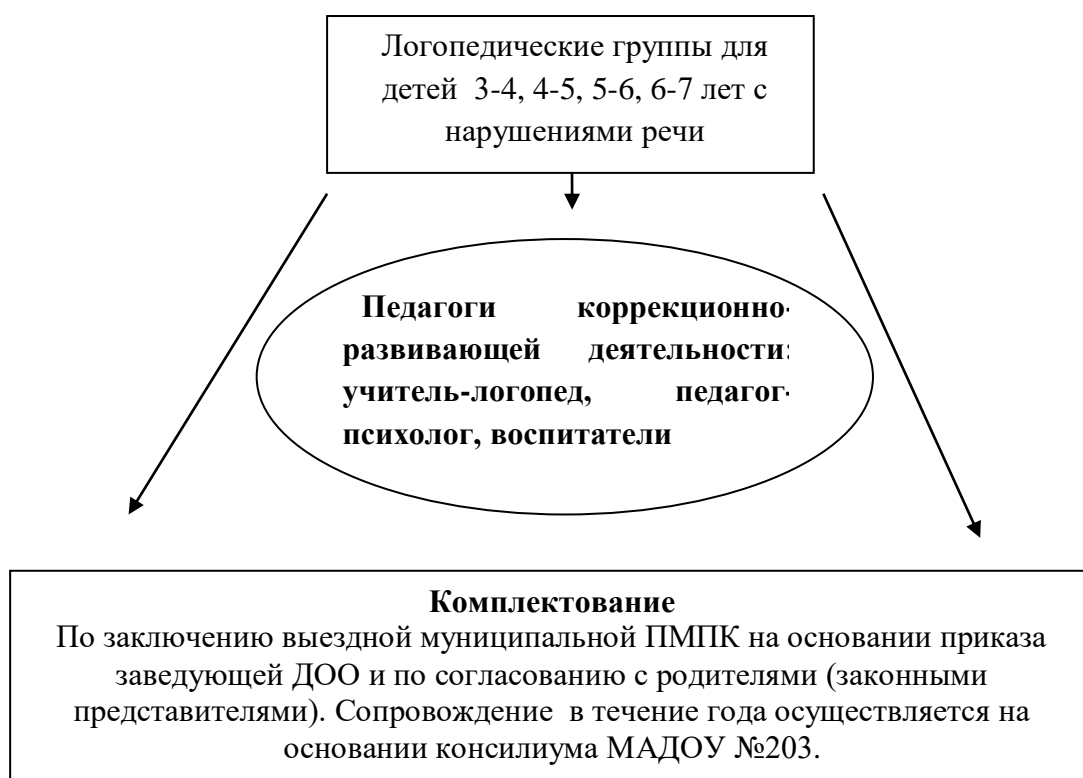 Логопедические группы для
детей 3-4, 4-5, 5-6, 6-7 лет с
нарушениями речи
Педагоги коррекционно-
развивающей деятельности:
учитель-логопед, педагог-
психолог, воспитатели
Комплектование
По заключению выездной муниципальной ПМПК на основании приказа
заведующей ДОО и по согласованию с родителями (законными
представителями). Сопровождение в течение года осуществляется на
основании консилиума МАДОУ №203.